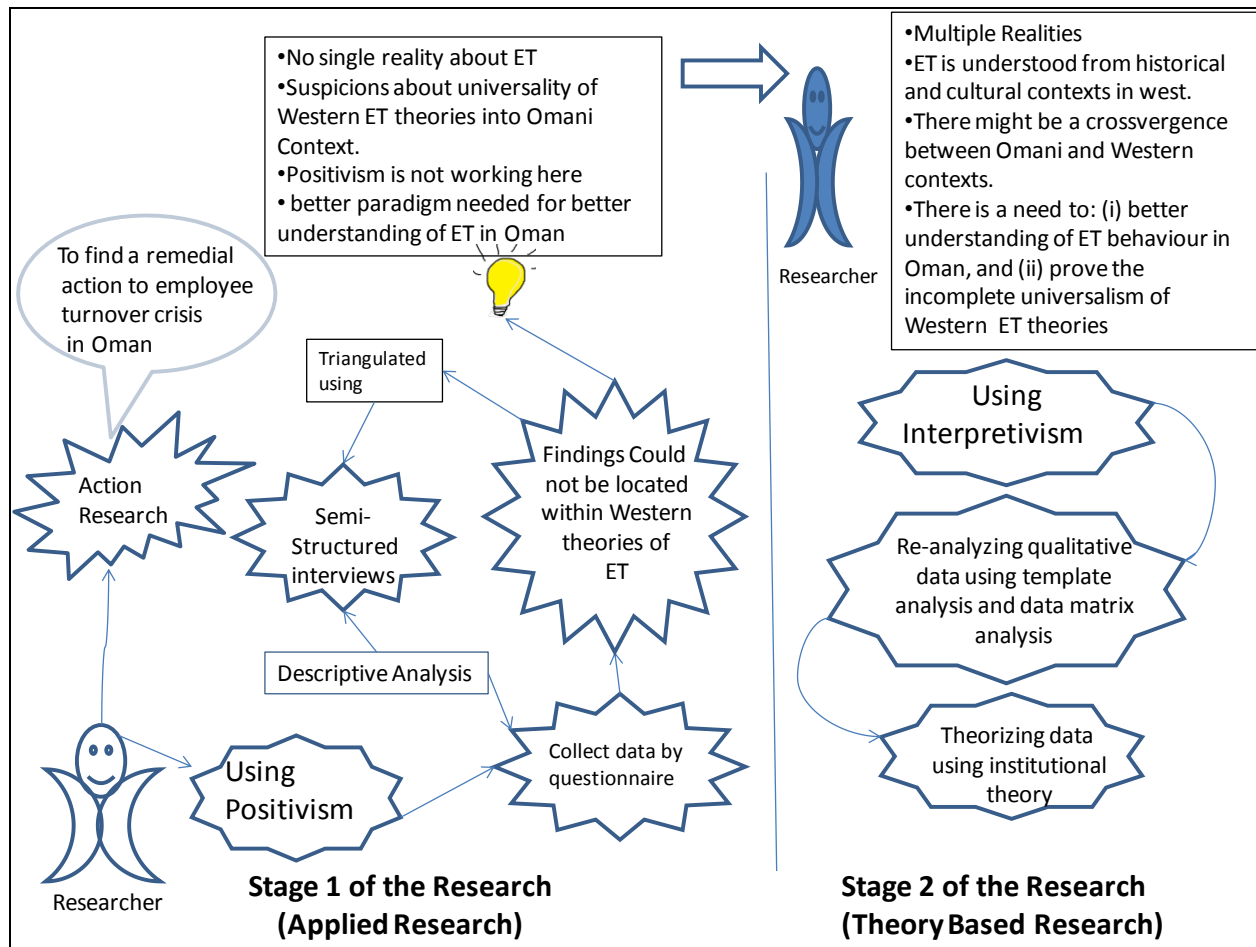 •No single reality about ET
•Suspicions about universality of
Western ET theories into Omani
Context.
•Positivism is not working here
• better paradigm needed for better
understanding of ET in Oman
To find a remedial
action to employee
turnover crisis
in Oman
Triangulated
using
Action
Research
Semi-
Structured
interviews
Findings Could
not be located
within Western
theories of
ET
Descriptive Analysis
Using
Positivism
Collect data by
questionnaire
Researcher
Stage 1 of the Research
(Applied Research)
Researcher
•Multiple Realities
•ET is understood from historical
and cultural contexts in west.
•There might be a crossvergence
between Omani and Western
contexts.
•There is a need to: (i) better
understanding of ET behaviour in
Oman, and (ii) prove the
incomplete universalism of
Western ET theories
Using
Interpretivism
Re-analyzing qualitative
data using template
analysis and data matrix
analysis
Theorizing data
using institutional
theory
Stage 2 of the Research
(Theory Based Research)